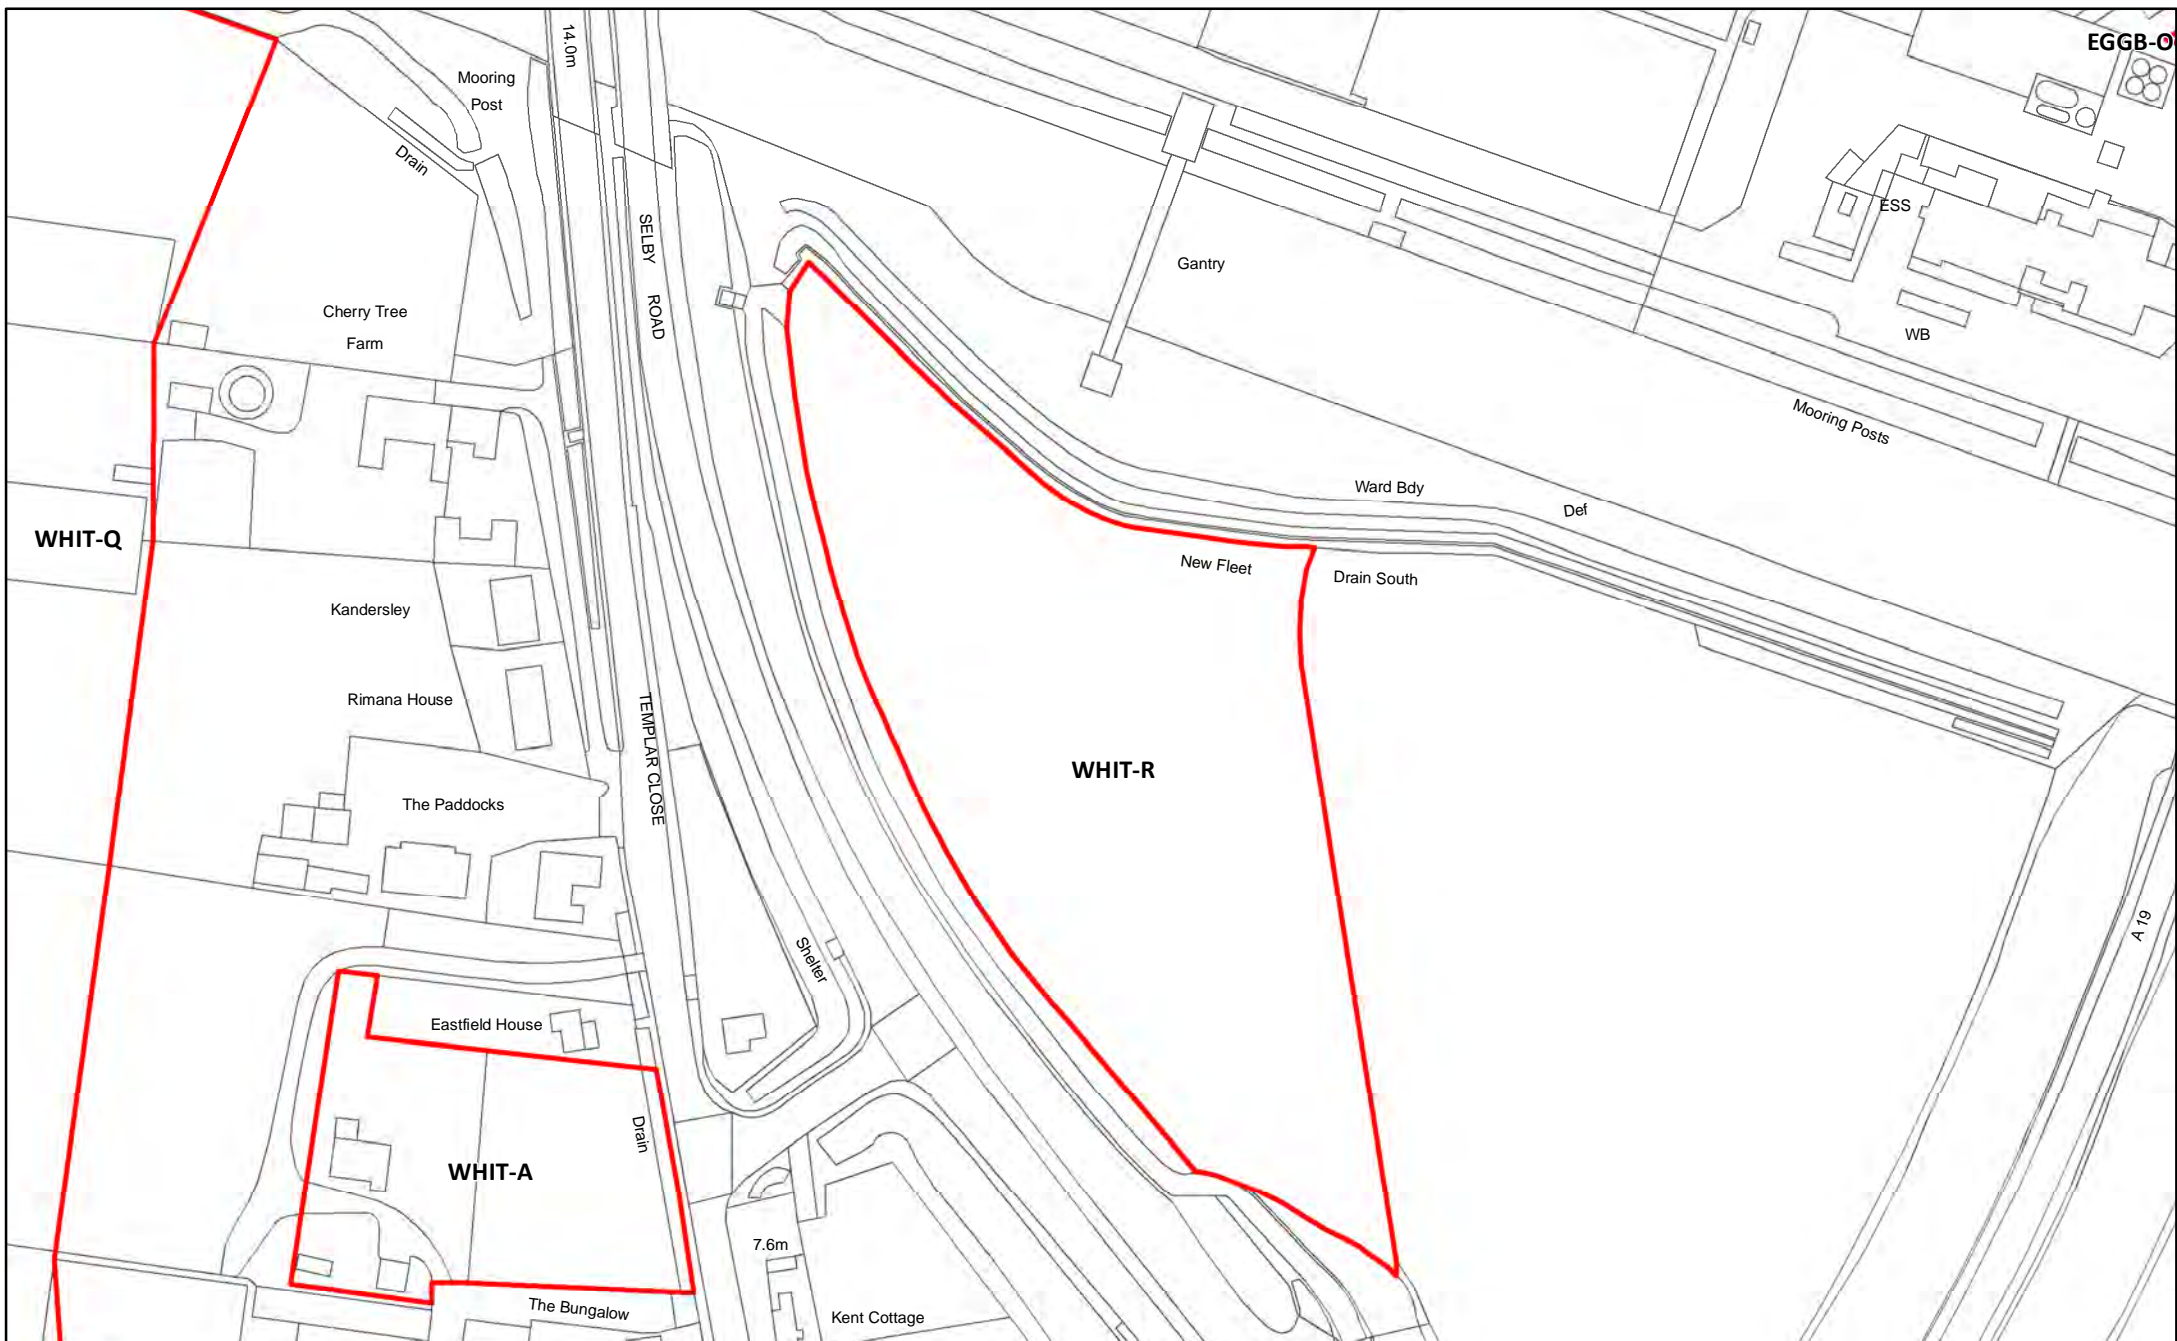 14.0m
EGGB-O
Mooring
Post
Drain
SELBY ROAD
ESS
Gantry
Cherry Tree
Farm
WB
Mooring Posts
Ward Bdy
Def
WHIT-Q
New Fleet
Drain South
Kandersley
Rimana House
TEMPLAR CLOSE
WHIT-R
The Paddocks
A 19
Shelter
Eastfield House
Drain
WHIT-A
7.6m
The Bungalow
Kent Cottage